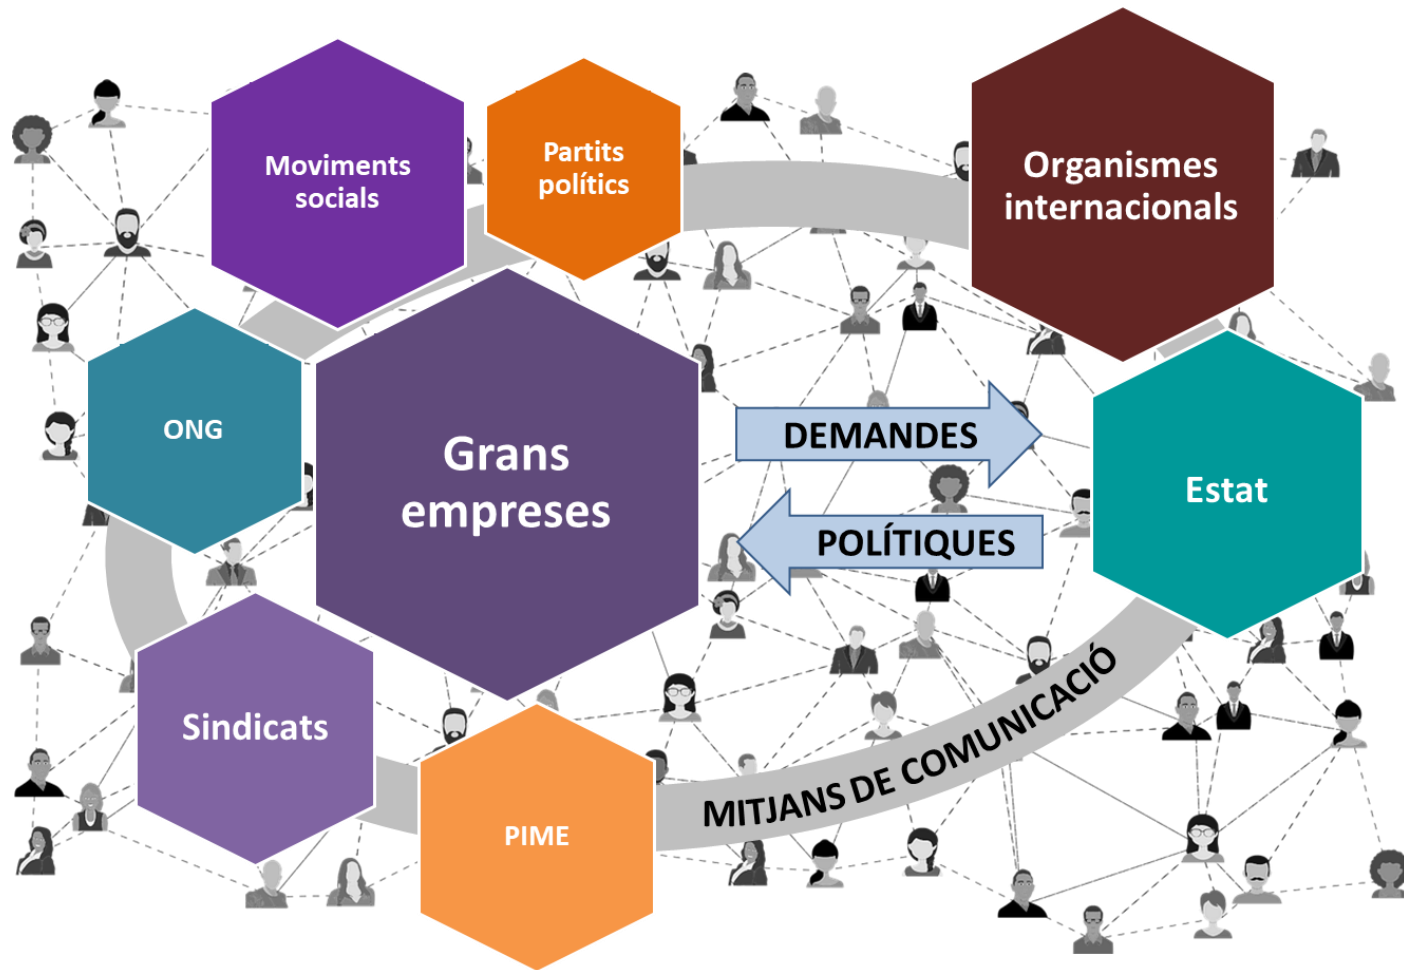 Moviments
socials
Partits
polítics
Organismes
internacionals
ONG
Grans
empreses
DEMANDES
POLÍTIQUES
Estat
Sindicats
PIME
MITJANS DE COMUNICACIÓ